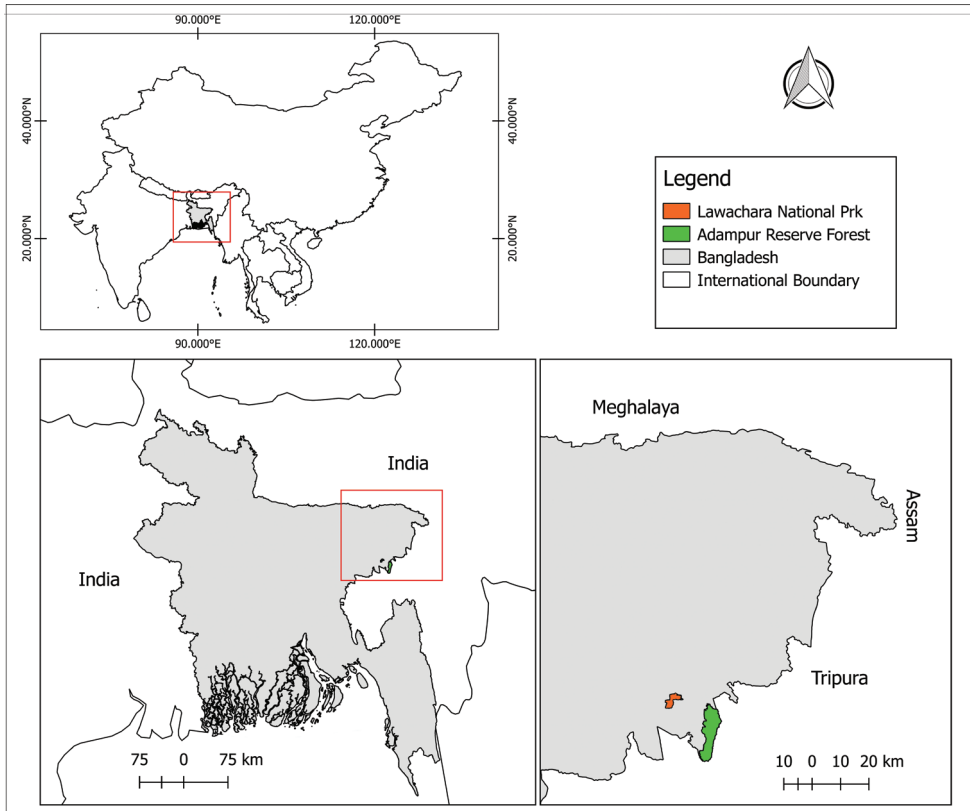 90.000°E 120.000°E
40.000°N 40.000°N
20.000°N 20.000°N
90.000°E 120.000°E
Legend
Lawachara National Prk
Adampur Reserve Forest
Bangladesh
International Boundary
India
India
75 0 75 km
Meghalaya
Assam
Tripura
10 0 10 20 km